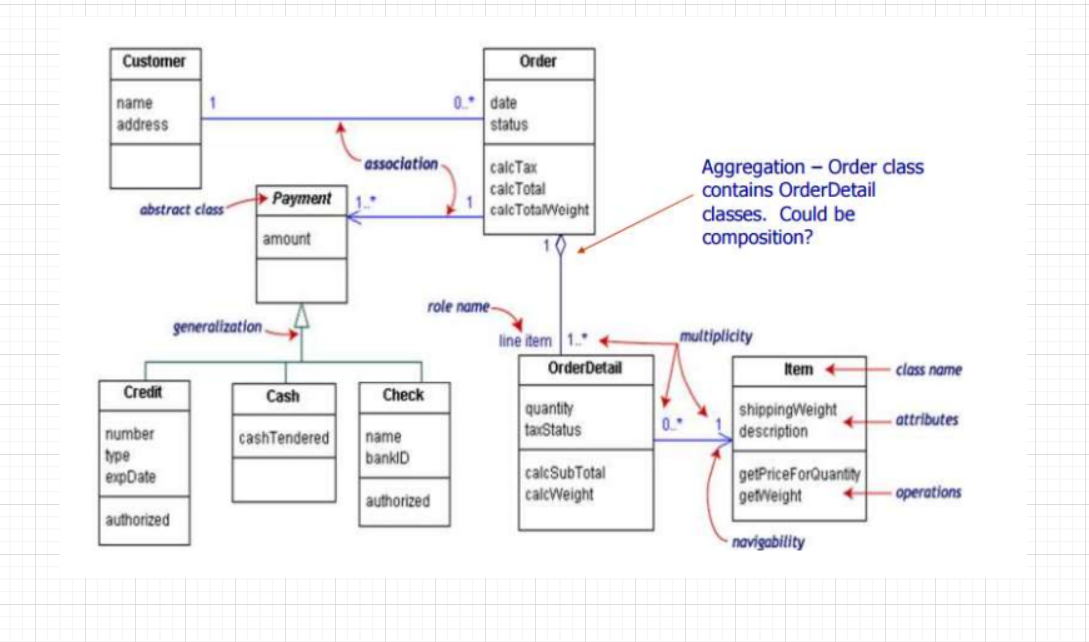 Customer
name
address
1
0..*
Order
date
status
calcTax
calcTotal
calcTotalWeight
association
Aggregation – Order class
contains OrderDetail
classes. Could be
composition?
abstract class
Payment
1..*
1
amount
1
generalization
role name
line item
1..*
multiplicity
Credit
number
type
expDate
authorized
Cash
cashTendered
Check
name
bankID
authorized
OrderDetail
quantity
taxStatus
calcSubTotal
calcWeight
0..*
1
Item
class name
shippingWeight
description
attributes
getPriceForQuantity
getWeight
operations
navigability